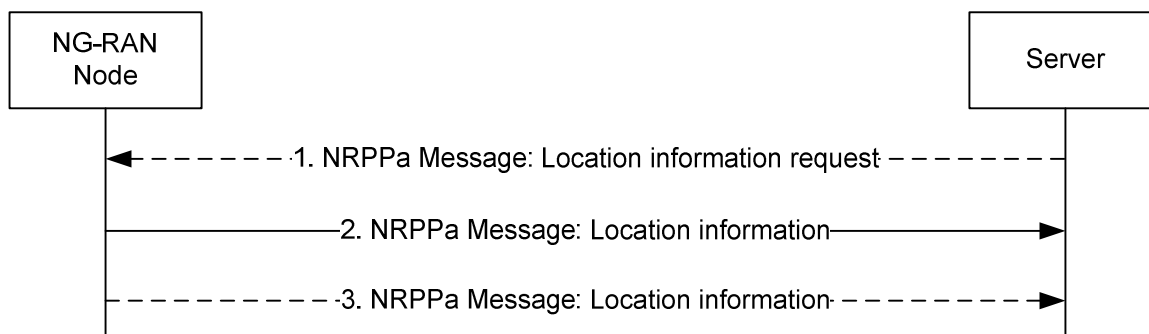 NG-RAN
Node
Server
1. NRPPa Message: Location information request
2. NRPPa Message: Location information
3. NRPPa Message: Location information